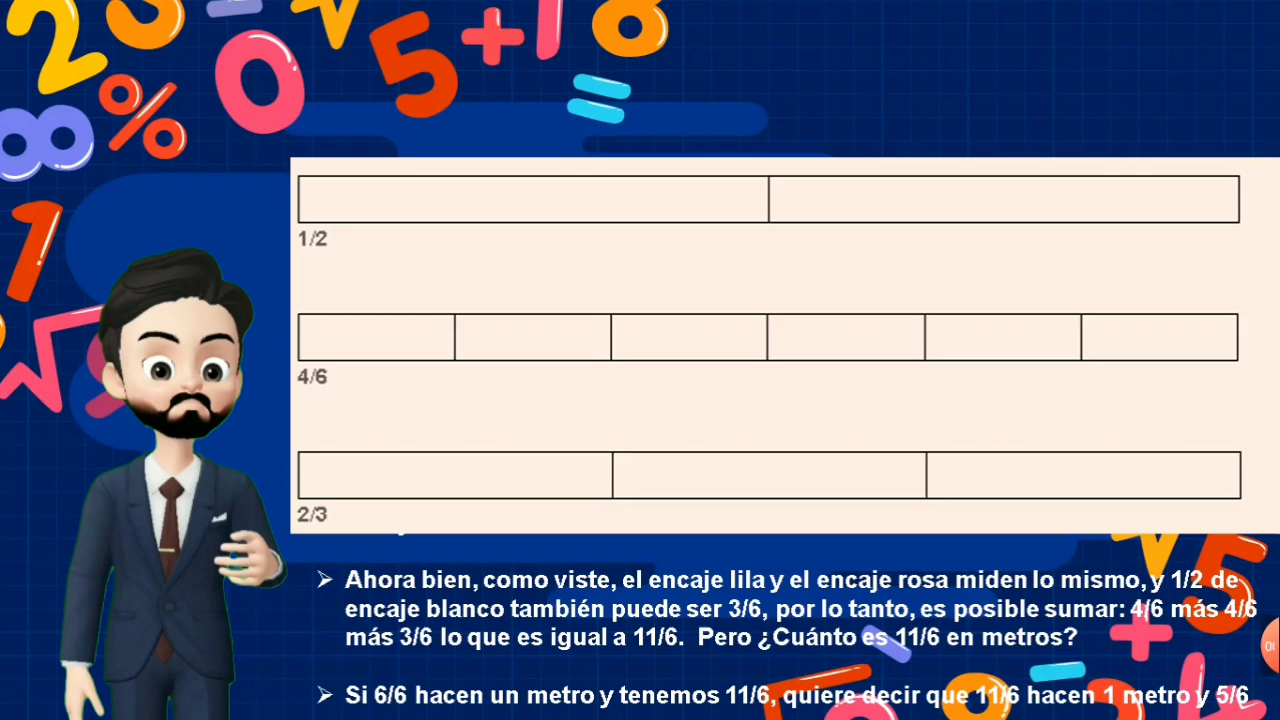 1/2
4/6
2/3
➢ Ahora bien, como viste, el encaje lila y el encaje rosa miden lo mismo, y 1/2 de
encaje blanco también puede ser 3/6, por lo tanto, es posible sumar: 4/6 más 4/6
más 3/6 lo que es igual a 11/6. Pero ¿Cuánto es 11/6 en metros?
➢ Si 6/6 hacen un metro y tenemos 11/6, quiere decir que 11/6 hacen 1 metro y 5/6